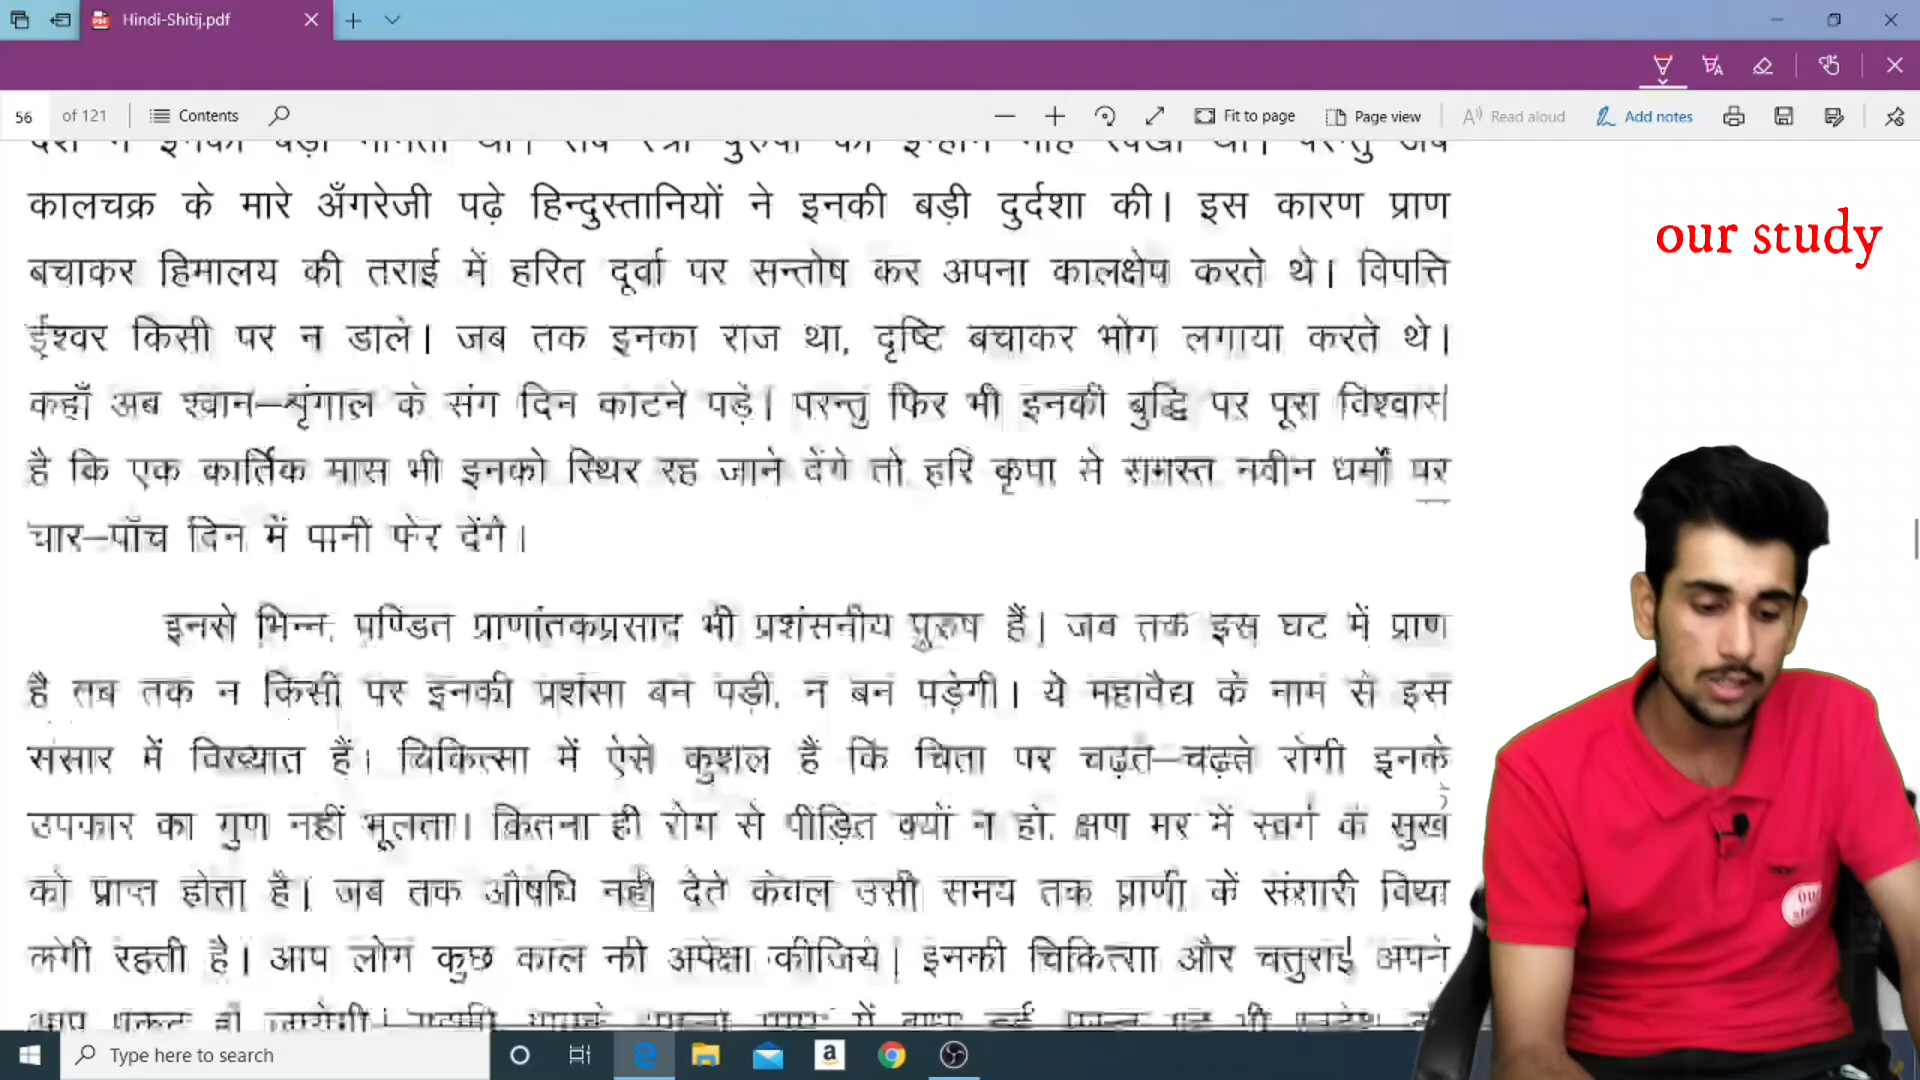 Hindi-Shitij.pdf
56 of 121 Contents Fit to page Page view Read aloud Add notes
कालचक्र के मारे अँगरेजी पढ़े हिन्दुस्तानियों ने इनकी बड़ी दुर्दशा की। इस कारण प्राण
our study
बचाकर हिमालय की तराई में हरित दूर्वा पर सन्तोष कर अपना कालक्षेप करते थे। विपत्ति
ईश्वर किसी पर न डाले। जब तक इनका राज था, दृष्टि बचाकर भोग लगाया करते थे।
कहाँ अब श्वान–श्रृंगाल के संग दिन काटने पड़े। परन्तु फिर भी इनकी बुद्धि पर पूरा विश्वास
है कि एक कार्तिक मास भी इनको स्थिर रह जाने देंगे तो हरि कृपा से समस्त नवीन धर्मों पर
चार–पाँच दिन में पानी फेर देंगे।
इनसे भिन्न, पण्डित प्राणांतकप्रसाद भी प्रशंसनीय पुरुष हैं। जब तक इस घट में प्राण
है तब तक न किसी पर इनकी प्रशंसा बन पड़ी, न बन पड़ेगी। ये महावैद्य के नाम से इस
संसार में विख्यात हैं। चिकित्सा में ऐसे कुशल हैं कि चिता पर चढ़ते–चढ़ते रोगी इनके
उपकार का गुण नहीं भूलता। कितना ही रोग से पीड़ित क्यों न हो, क्षण भर में स्वर्ग के सुख
को प्राप्त होता है। जब तक औषधि नहीं देते केवल उसी समय तक प्राणी के संसारी विथा
लगी रहती है। आप लोग कुछ काल की अपेक्षा कीजिये। इनकी चिकित्सा और चतुराई अपने
Type here to search